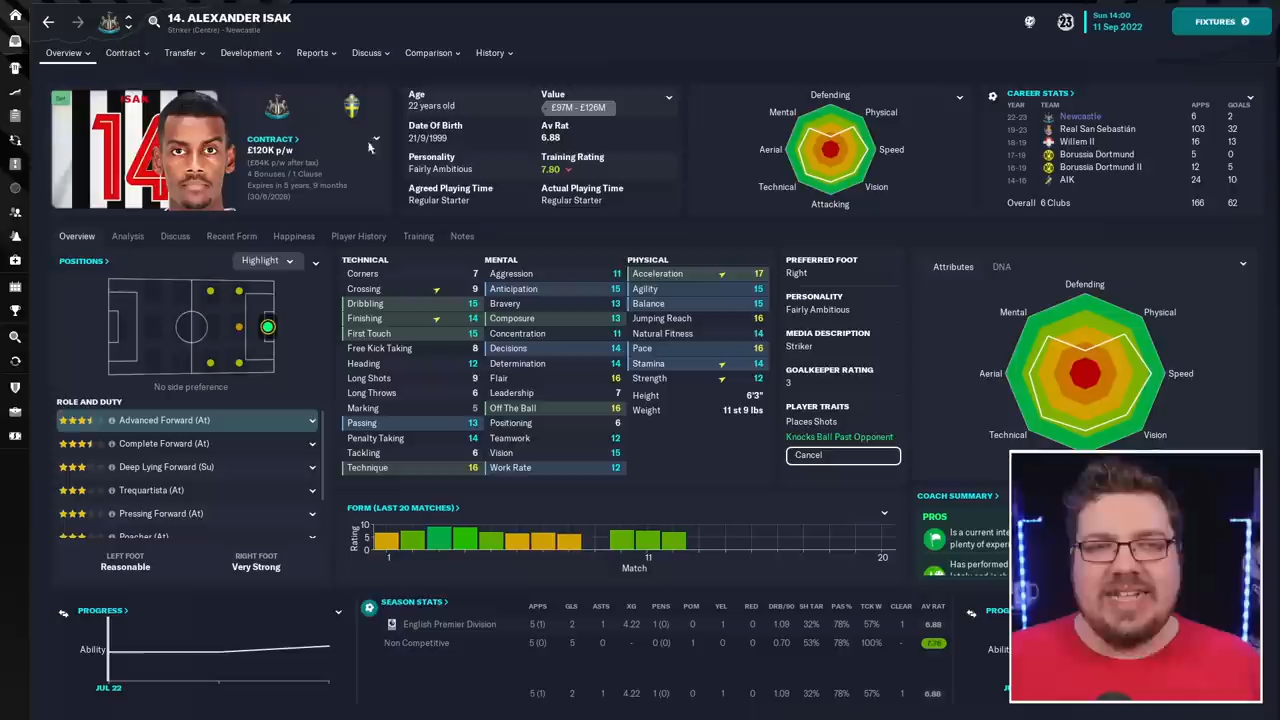 14. ALEXANDER ISAK
Striker (Centre) - Newcastle
23
Sun 14:00
11 Sep 2022
FIXTURES
Overview
Contract
Transfer
Development
Reports
Discuss
Comparison
History
ISAK
14
CONTRACT >
£120K p/w
(£64K p/w after tax)
4 Bonuses / 1 Clause
Expires in 5 years, 9 months
(30/6/2028)
Age
22 years old
Date Of Birth
21/9/1999
Personality
Fairly Ambitious
Agreed Playing Time
Regular Starter
Value
£97M - £126M
Av Rat
6.88
Training Rating
7.80
Actual Playing Time
Regular Starter
Defending
Mental
Physical
Aerial
Speed
Technical
Vision
Attacking
CAREER STATS >
YEAR TEAM APPS GOALS
22-23 Newcastle 6 2
19-23 Real San Sebastián 103 32
18-19 Willem II 16 13
17-19 Borussia Dortmund 5 0
16-19 Borussia Dortmund II 12 5
14-16 AIK 24 10
Overall 6 Clubs 166 62
Overview
Analysis
Discuss
Recent Form
Happiness
Player History
Training
Notes
POSITIONS >
Highlight
No side preference
ROLE AND DUTY
Advanced Forward (At)
Complete Forward (At)
Deep Lying Forward (Su)
Trequartista (At)
Pressing Forward (At)
Poacher (At)
LEFT FOOT
Reasonable
RIGHT FOOT
Very Strong
TECHNICAL
Corners 7
Crossing 9
Dribbling 15
Finishing 14
First Touch 15
Free Kick Taking 8
Heading 12
Long Shots 9
Long Throws 6
Marking 5
Passing 13
Penalty Taking 14
Tackling 6
Technique 16
MENTAL
Aggression 11
Anticipation 15
Bravery 13
Composure 13
Concentration 11
Decisions 14
Determination 14
Flair 16
Leadership 7
Off The Ball 16
Positioning 6
Teamwork 12
Vision 15
Work Rate 12
PHYSICAL
Acceleration 17
Agility 15
Balance 15
Jumping Reach 16
Natural Fitness 14
Pace 16
Stamina 14
Strength 12
Height 6'3"
Weight 11 st 9 lbs
PREFERRED FOOT
Right
PERSONALITY
Fairly Ambitious
MEDIA DESCRIPTION
Striker
GOALKEEPER RATING
3
PLAYER TRAITS
Places Shots
Knocks Ball Past Opponent
Cancel
Attributes
DNA
Defending
Mental
Physical
Aerial
Speed
Technical
Vision
FORM (LAST 20 MATCHES) >
Rating
10
5
0
1
11
20
Match
COACH SUMMARY >
PROS
Is a current inte
plenty of experi
Has performed
PROGRESS >
Ability
JUL 22
SEASON STATS >
APPS GLS ASTS XG PENS POM YEL RED DRB/90 SH TAR PAS % TCK W CLEAR AV RAT
English Premier Division 5 (1) 2 1 4.22 1 (0) 0 1 0 1.09 32% 78% 57% 1 6.88
Non Competitive 5 (0) 5 0 - 0 (0) 1 0 0 0.70 53% 78% 100% -
5 (1) 2 1 4.22 1 (0) 0 1 0 1.09 32% 78% 57% 1 6.88
PROG
Abili